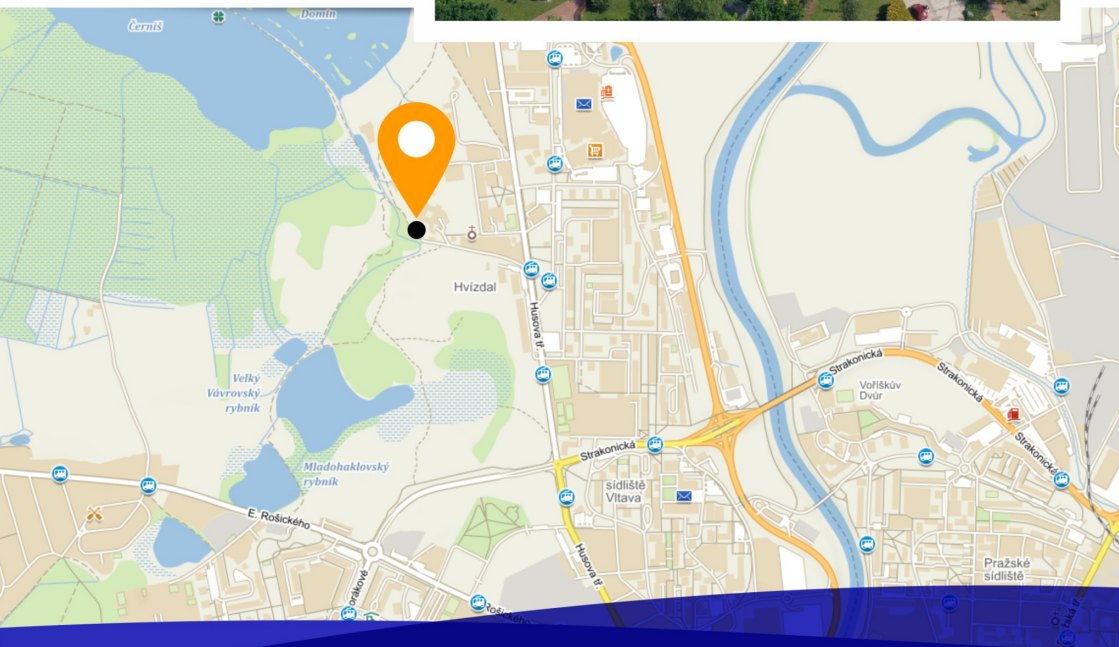 Domin
Černiš
Hvízdal
Husova tř.
Strakonická
Strakonická
Voříškův
Dvůr
Velký
Vávrovský
rybník
Strakonická
Strakonická
Mladohaklovský
rybník
sídliště
Vltava
E. Rošického
Husova tř.
Pražské
sídliště